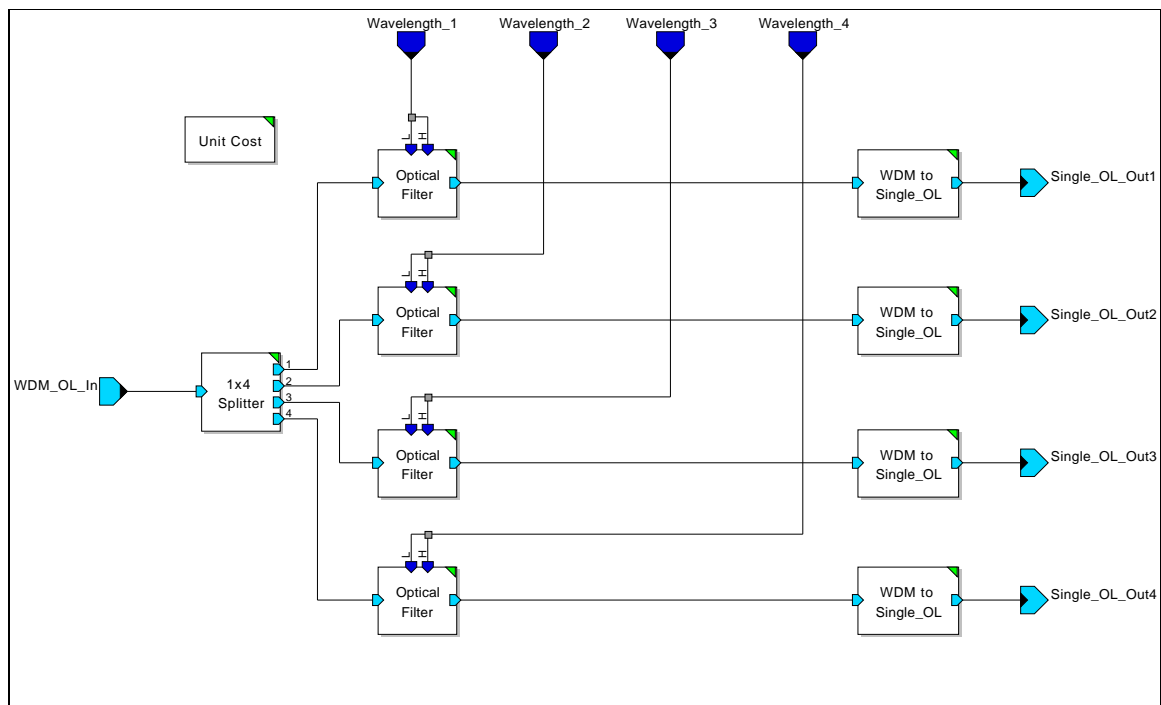 Wavelength_1
Wavelength_2
Wavelength_3
Wavelength_4
Unit Cost
L
H
Optical
Filter
WDM to
Single_OL
Single_OL_Out1
L
H
Optical
Filter
WDM to
Single_OL
Single_OL_Out2
WDM_OL_In
1x4
Splitter
1
2
3
4
L
H
Optical
Filter
WDM to
Single_OL
Single_OL_Out3
L
H
Optical
Filter
WDM to
Single_OL
Single_OL_Out4